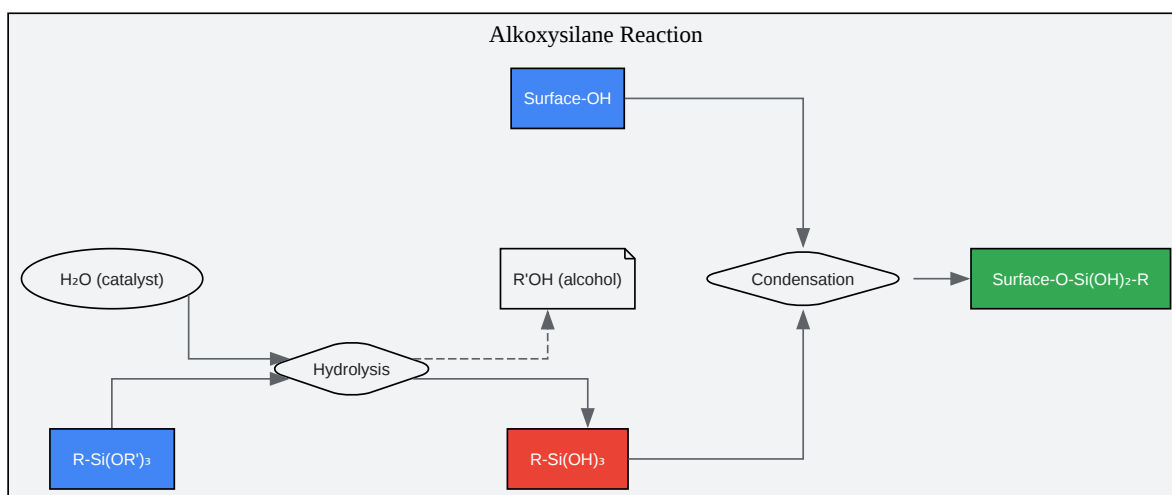 Alkoxysilane Reaction
Surface-OH
H₂O (catalyst)
R'OH (alcohol)
Condensation
Surface-O-Si(OH)₂-R
Hydrolysis
R-Si(OR')₃
R-Si(OH)₃